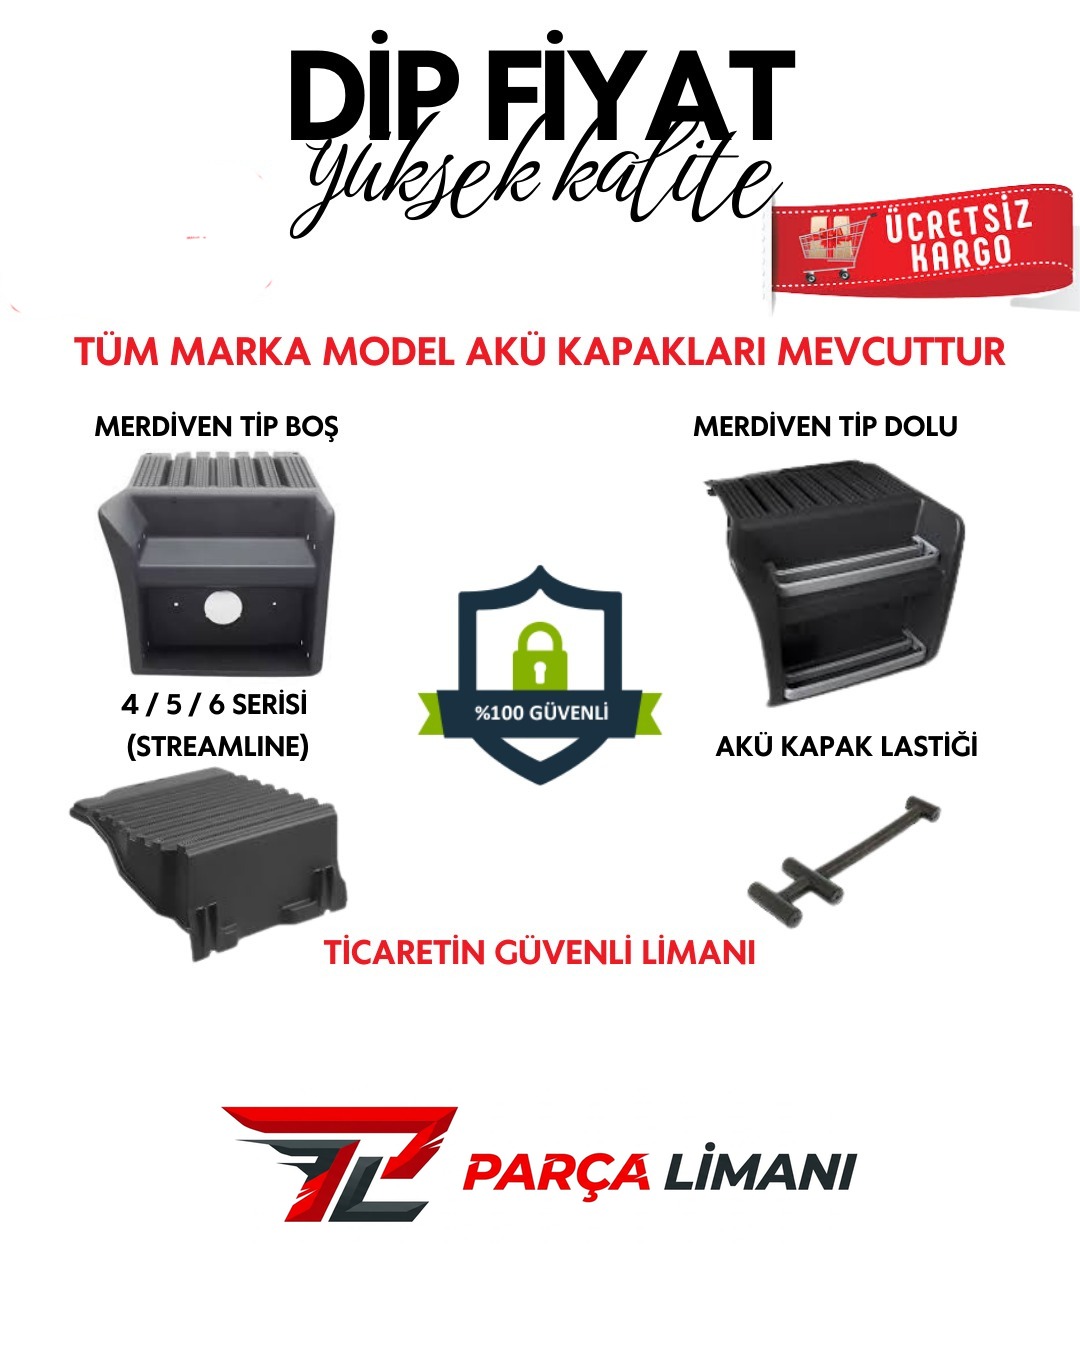 DİP FİYAT
yüksek kalite
ÜCRETSİZ
KARGO
TÜM MARKA MODEL AKÜ KAPAKLARI MEVCUTTUR
MERDİVEN TİP BOŞ
MERDİVEN TİP DOLU
%100 GÜVENLİ
4 / 5 / 6 SERİSİ
(STREAMLINE)
AKÜ KAPAK LASTİĞİ
TİCARETİN GÜVENLİ LİMANI
PARÇA LİMANI